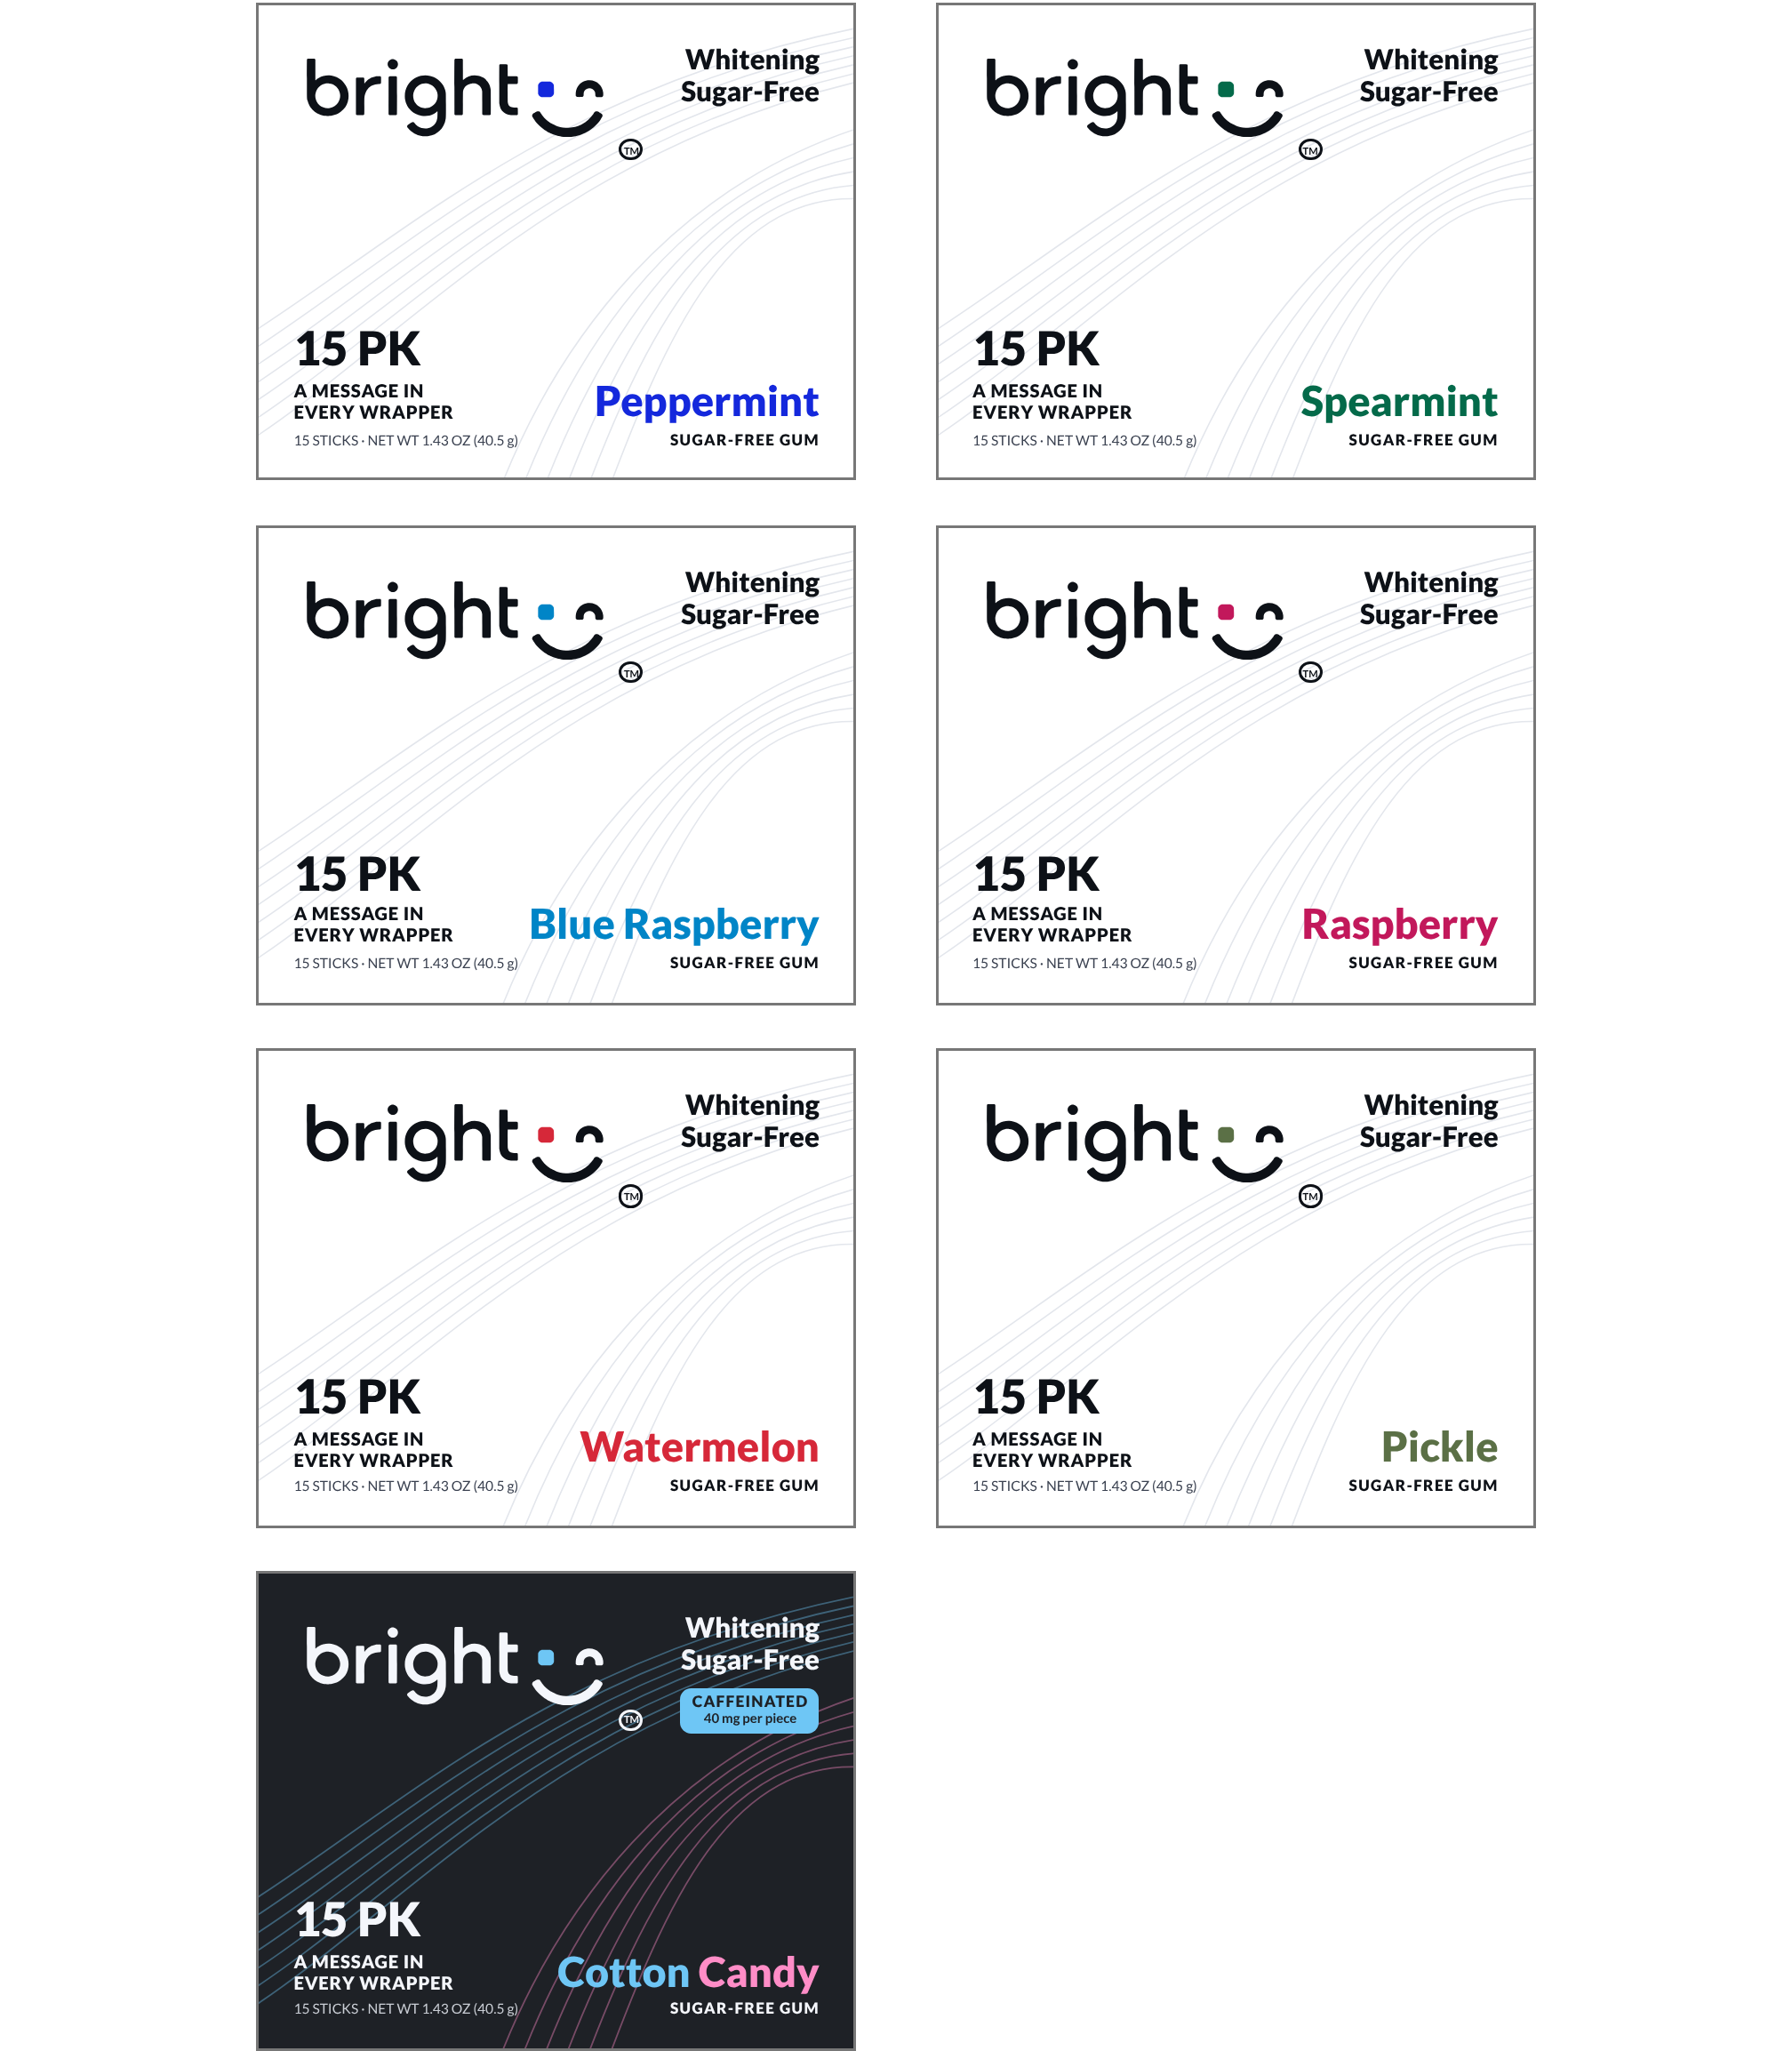 bright
TM
Whitening
Sugar-Free
15 PK
A MESSAGE IN
EVERY WRAPPER
15 STICKS · NET WT 1.43 OZ (40.5 g)
Peppermint
SUGAR-FREE GUM
bright
TM
Whitening
Sugar-Free
15 PK
A MESSAGE IN
EVERY WRAPPER
15 STICKS · NET WT 1.43 OZ (40.5 g)
Spearmint
SUGAR-FREE GUM
bright
TM
Whitening
Sugar-Free
15 PK
A MESSAGE IN
EVERY WRAPPER
15 STICKS · NET WT 1.43 OZ (40.5 g)
Blue Raspberry
SUGAR-FREE GUM
bright
TM
Whitening
Sugar-Free
15 PK
A MESSAGE IN
EVERY WRAPPER
15 STICKS · NET WT 1.43 OZ (40.5 g)
Raspberry
SUGAR-FREE GUM
bright
TM
Whitening
Sugar-Free
15 PK
A MESSAGE IN
EVERY WRAPPER
15 STICKS · NET WT 1.43 OZ (40.5 g)
Watermelon
SUGAR-FREE GUM
bright
TM
Whitening
Sugar-Free
15 PK
A MESSAGE IN
EVERY WRAPPER
15 STICKS · NET WT 1.43 OZ (40.5 g)
Pickle
SUGAR-FREE GUM
bright
TM
Whitening
Sugar-Free
CAFFEINATED
40 mg per piece
15 PK
A MESSAGE IN
EVERY WRAPPER
15 STICKS · NET WT 1.43 OZ (40.5 g)
Cotton Candy
SUGAR-FREE GUM